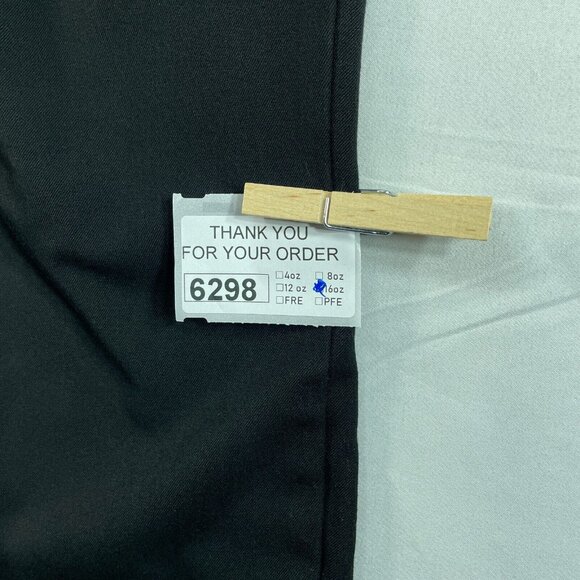 THANK YOU
FOR YOUR ORDER
6298
4oz 8oz
12 oz 16oz
FRE PFE